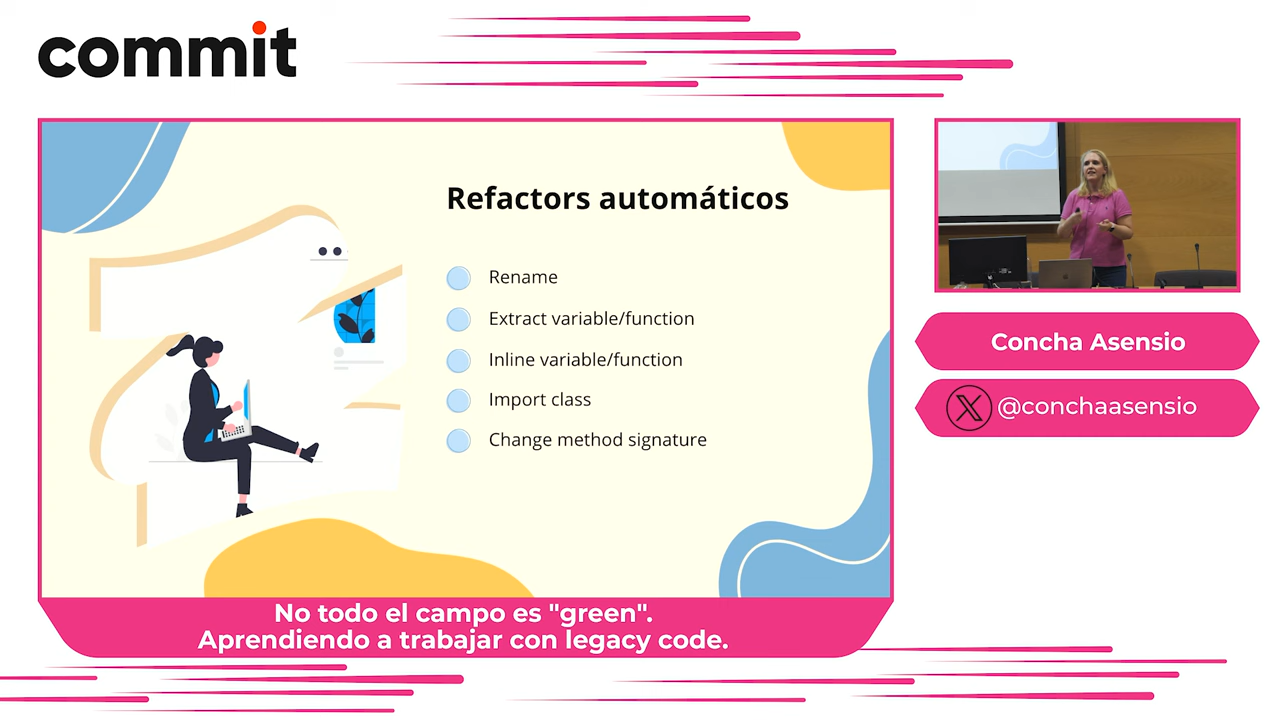 commit
Refactors automáticos
Rename
Extract variable/function
Inline variable/function
Import class
Change method signature
Concha Asensio
@conchaasensio
No todo el campo es "green".
Aprendiendo a trabajar con legacy code.